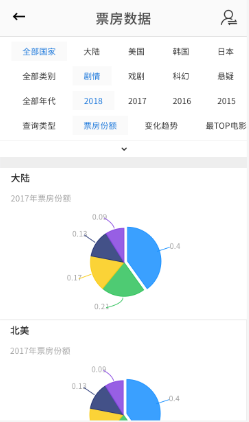 票房数据
全部国家 大陆 美国 韩国 日本
全部类别 剧情 戏剧 科幻 悬疑
全部年代 2018 2017 2016 2015
查询类型 票房份额 变化趋势 最TOP电影
大陆
2017年票房份额
0.09
0.13
0.4
0.17
0.21
北美
2017年票房份额
0.09
0.13
0.4